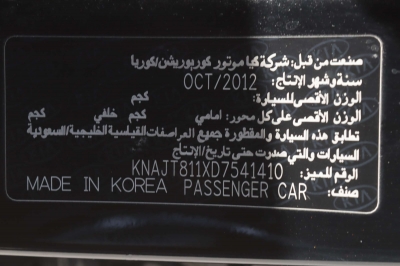 صنعت من قبل: شركة كيا موتور كوربوريشن/كوريا
سنة وشهر الإنتاج: OCT/2012
الوزن الأقصى للسيارة: كجم
الوزن الأقصى على كل محور: امامي كجم خلفي كجم
تطابق هذه السيارة والمقطورة جميع المواصفات القياسية الخليجية/السعودية
السيارات والتي صدرت حتى تاريخ/الإنتاج
الرقم للميز: KNAJT811XD7541410
صنف: PASSENGER CAR MADE IN KOREA